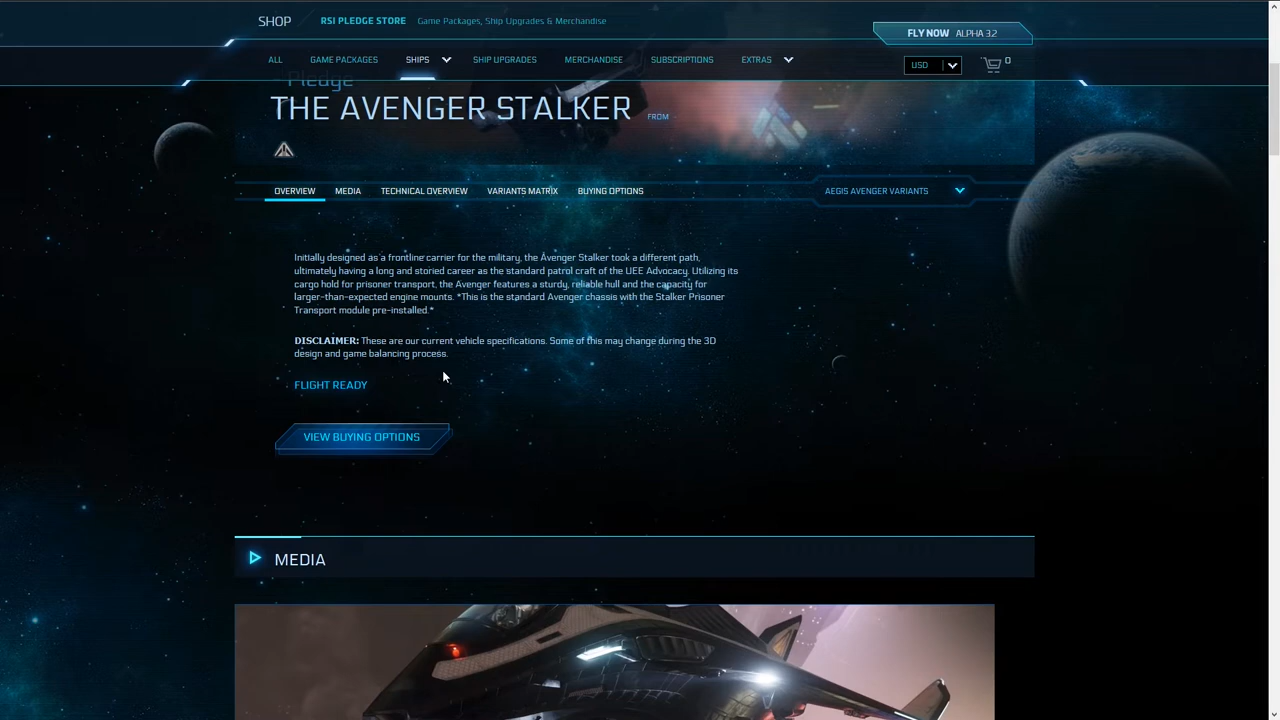 SHOP RSI PLEDGE STORE Game Packages, Ship Upgrades & Merchandise
FLY NOW ALPHA 3.2
ALL GAME PACKAGES SHIPS SHIP UPGRADES MERCHANDISE SUBSCRIPTIONS EXTRAS USD 0
Pledge
THE AVENGER STALKER FROM
OVERVIEW MEDIA TECHNICAL OVERVIEW VARIANTS MATRIX BUYING OPTIONS AEGIS AVENGER VARIANTS
Initially designed as a frontline carrier for the military, the Avenger Stalker took a different path,
ultimately having a long and storied career as the standard patrol craft of the UEE Advocacy. Utilizing its
cargo hold for prisoner transport, the Avenger features a sturdy, reliable hull and the capacity for
larger-than-expected engine mounts. *This is the standard Avenger chassis with the Stalker Prisoner
Transport module pre-installed.*
DISCLAIMER: These are our current vehicle specifications. Some of this may change during the 3D
design and game balancing process.
FLIGHT READY
VIEW BUYING OPTIONS
MEDIA